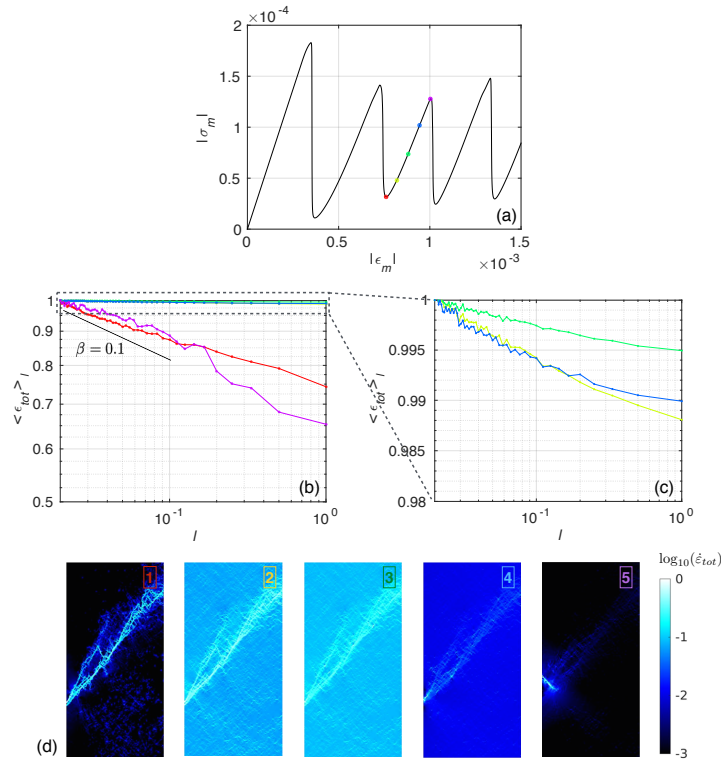 ×10⁻⁴
2
1.5
1
0.5
0
|σ_m|
(a)
0 0.5 1 1.5
|ϵ_m| ×10⁻³
1
0.9
0.8
0.7
0.6
0.5
<ϵ_tot>_l
β = 0.1
(b)
10⁻¹ 10⁰
l
1
0.995
0.99
0.985
0.98
<ϵ_tot>_l
(c)
10⁻¹ 10⁰
l
log₁₀(ε̇_tot)
1 2 3 4 5
0
-1
-2
-3
(d)